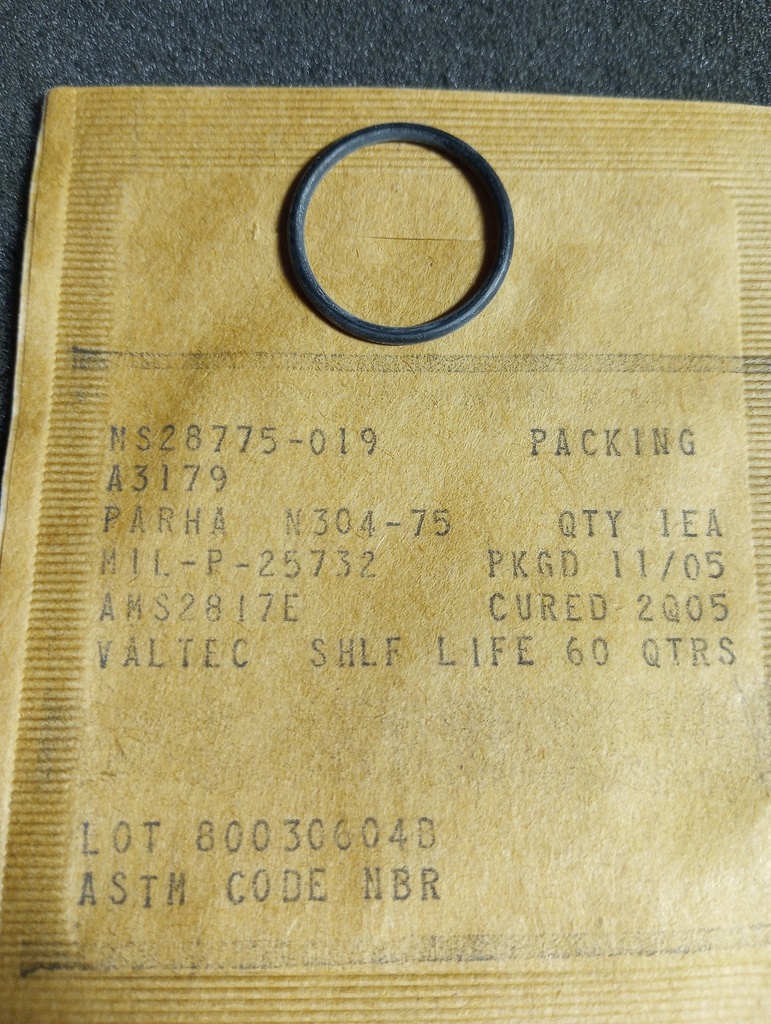 MS28775-019 PACKING
A3179
PARHA N304-75 QTY 1EA
MIL-P-25732 PKGD 11/05
AMS2817E CURED 2Q05
VALTEC SHLF LIFE 60 QTRS
LOT 80030604B
ASTM CODE NBR